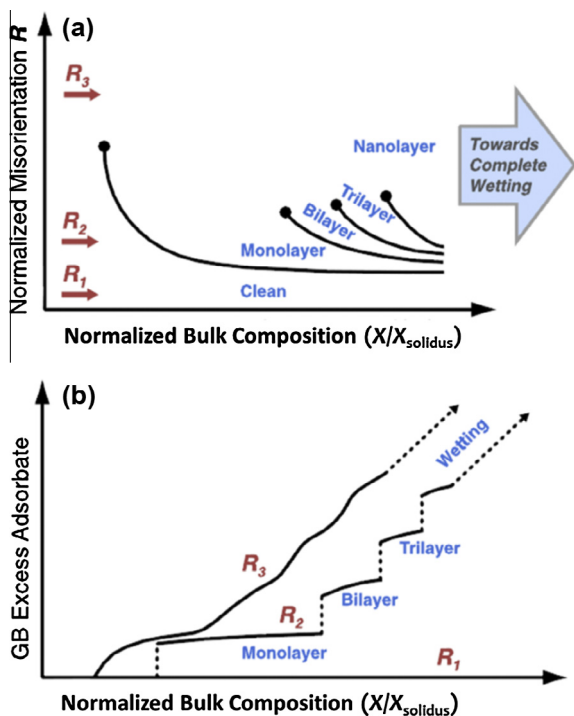 (a)
Normalized Misorientation R
R3
R2
R1
Nanolayer
Trilayer
Bilayer
Monolayer
Clean
Towards
Complete
Wetting
Normalized Bulk Composition (X/Xsolidus)
(b)
GB Excess Adsorbate
Wetting
Trilayer
R3
Bilayer
R2
Monolayer
R1
Normalized Bulk Composition (X/Xsolidus)